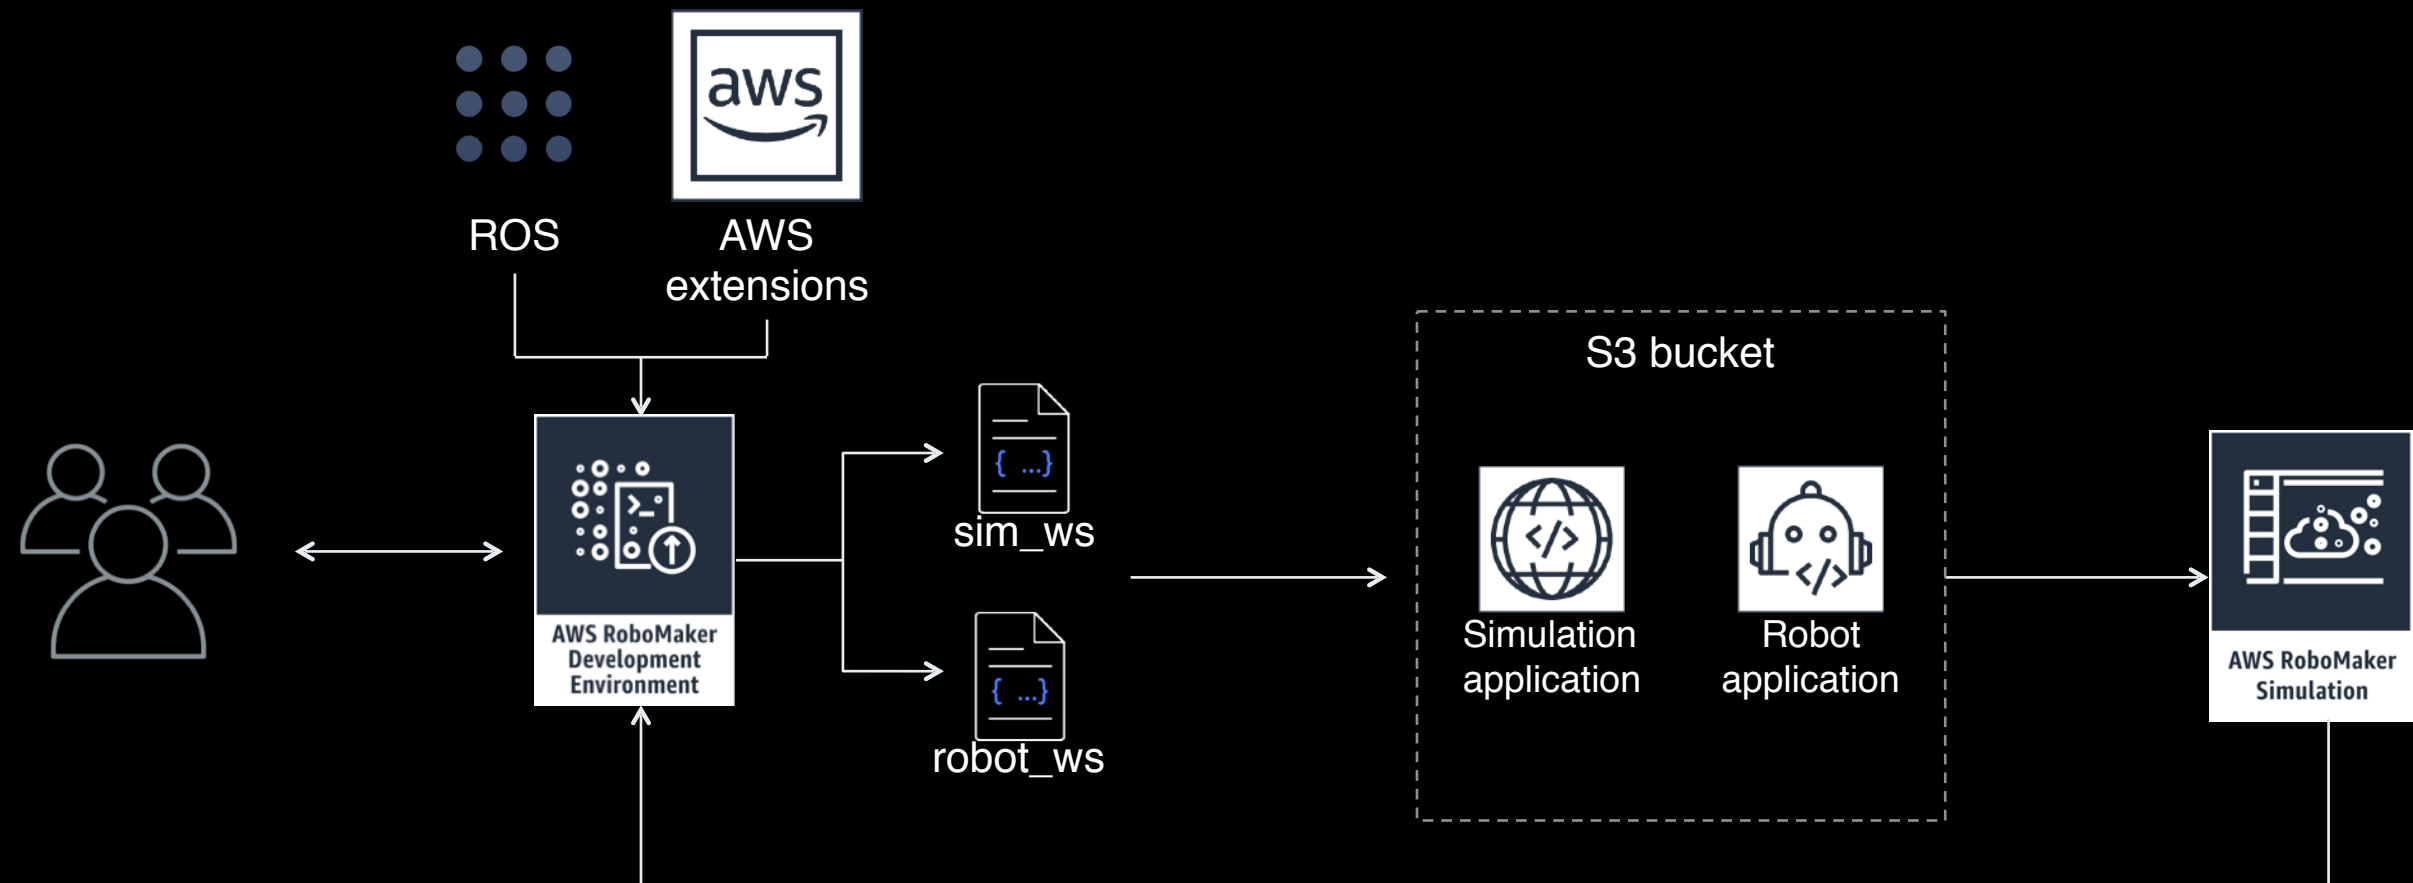 aws
ROS
AWS
extensions
AWS RoboMaker
Development
Environment
{ ...}
sim_ws
{ ...}
robot_ws
S3 bucket
</>
Simulation
application
</>
Robot
application
AWS RoboMaker
Simulation